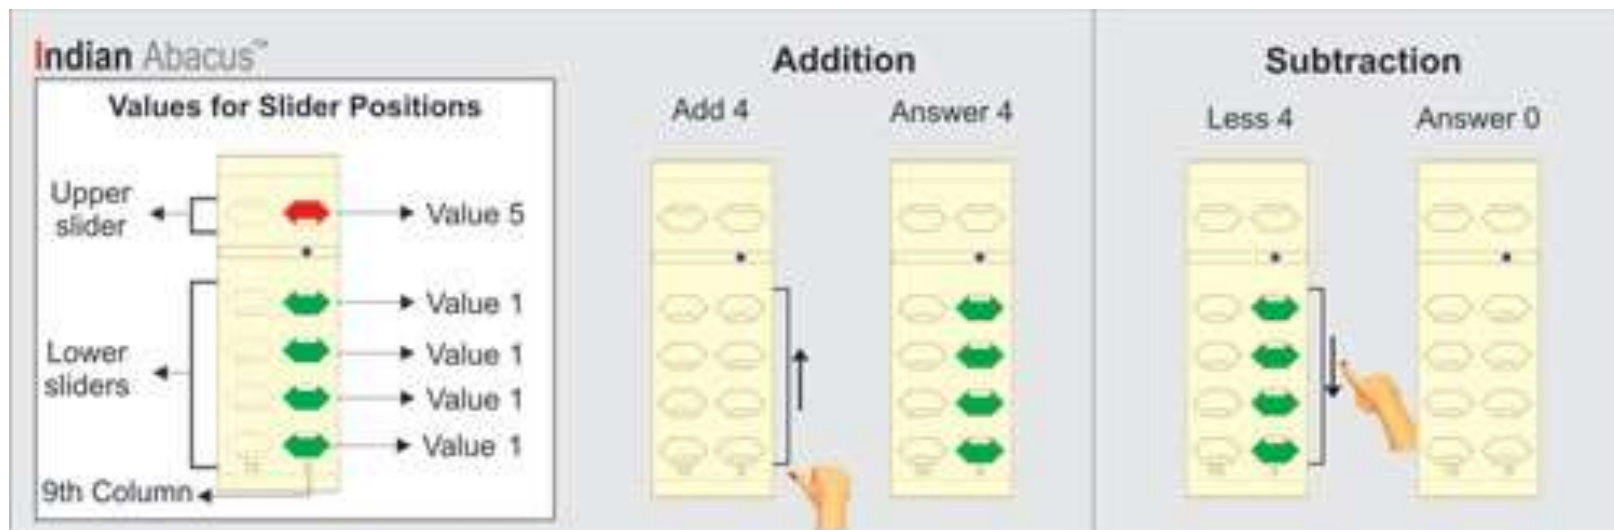 Indian Abacus™
Values for Slider Positions
Upper
slider
Value 5
Value 1
Lower
sliders
Value 1
Value 1
Value 1
9th Column
Addition
Add 4
Answer 4
Subtraction
Less 4
Answer 0